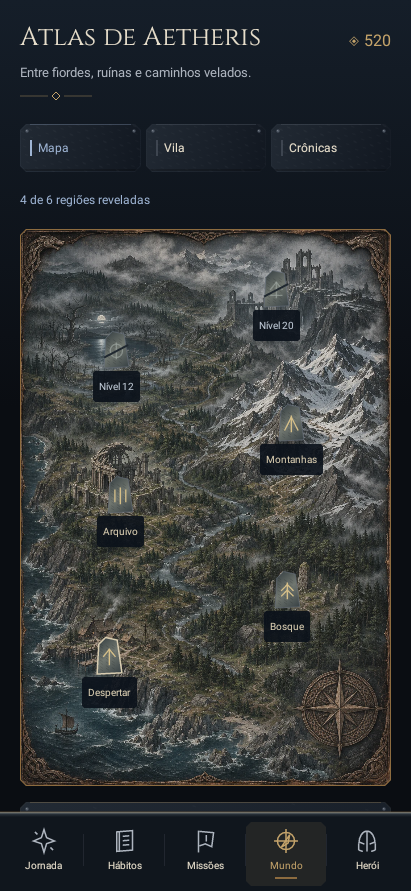 Atlas de Aetheris
520
Entre fiordes, ruínas e caminhos velados.
Mapa
Vila
Crônicas
4 de 6 regiões reveladas
Nível 20
Nível 12
Montanhas
Arquivo
Bosque
Despertar
Jornada
Hábitos
Missões
Mundo
Herói